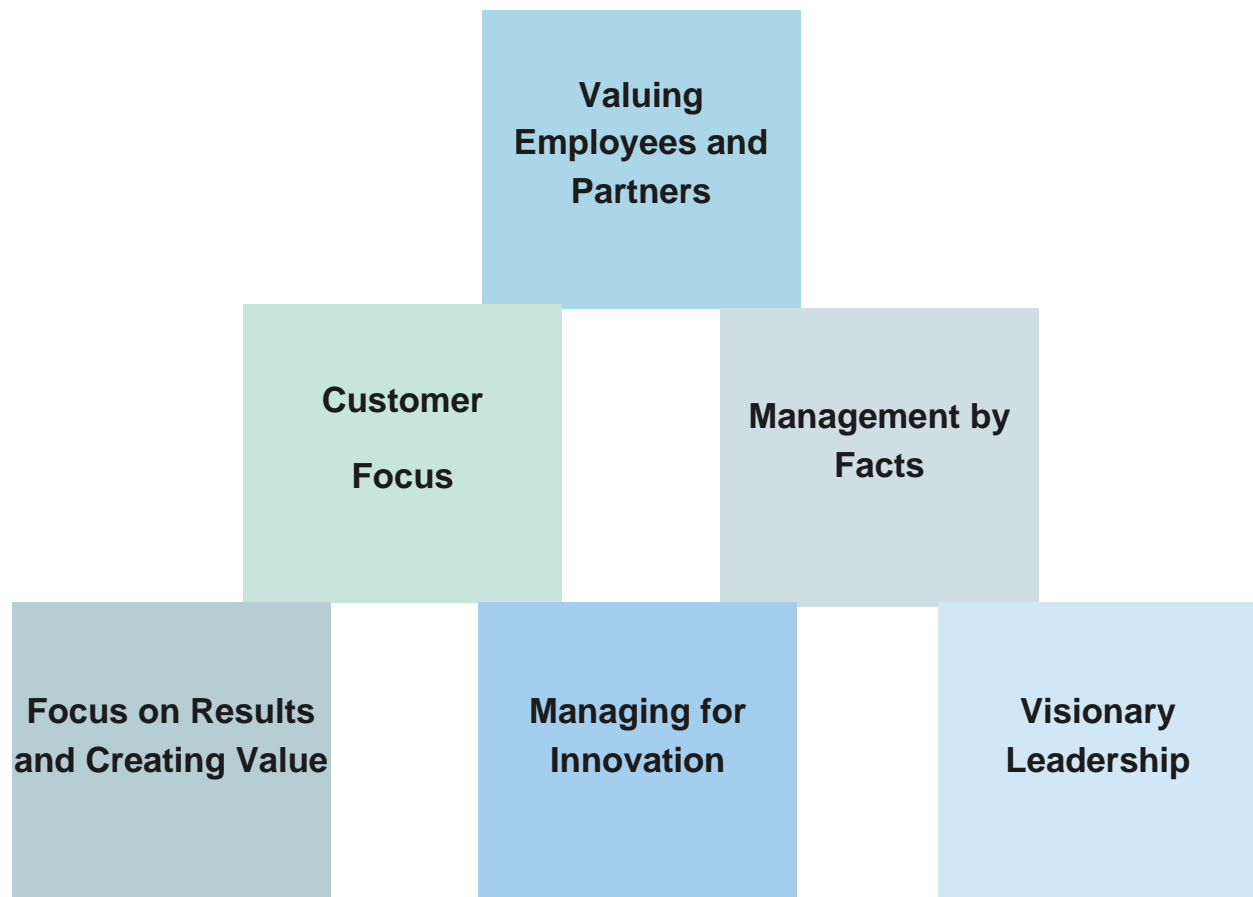 Valuing
Employees and
Partners
Customer
Focus
Management by
Facts
Focus on Results
and Creating Value
Managing for
Innovation
Visionary
Leadership